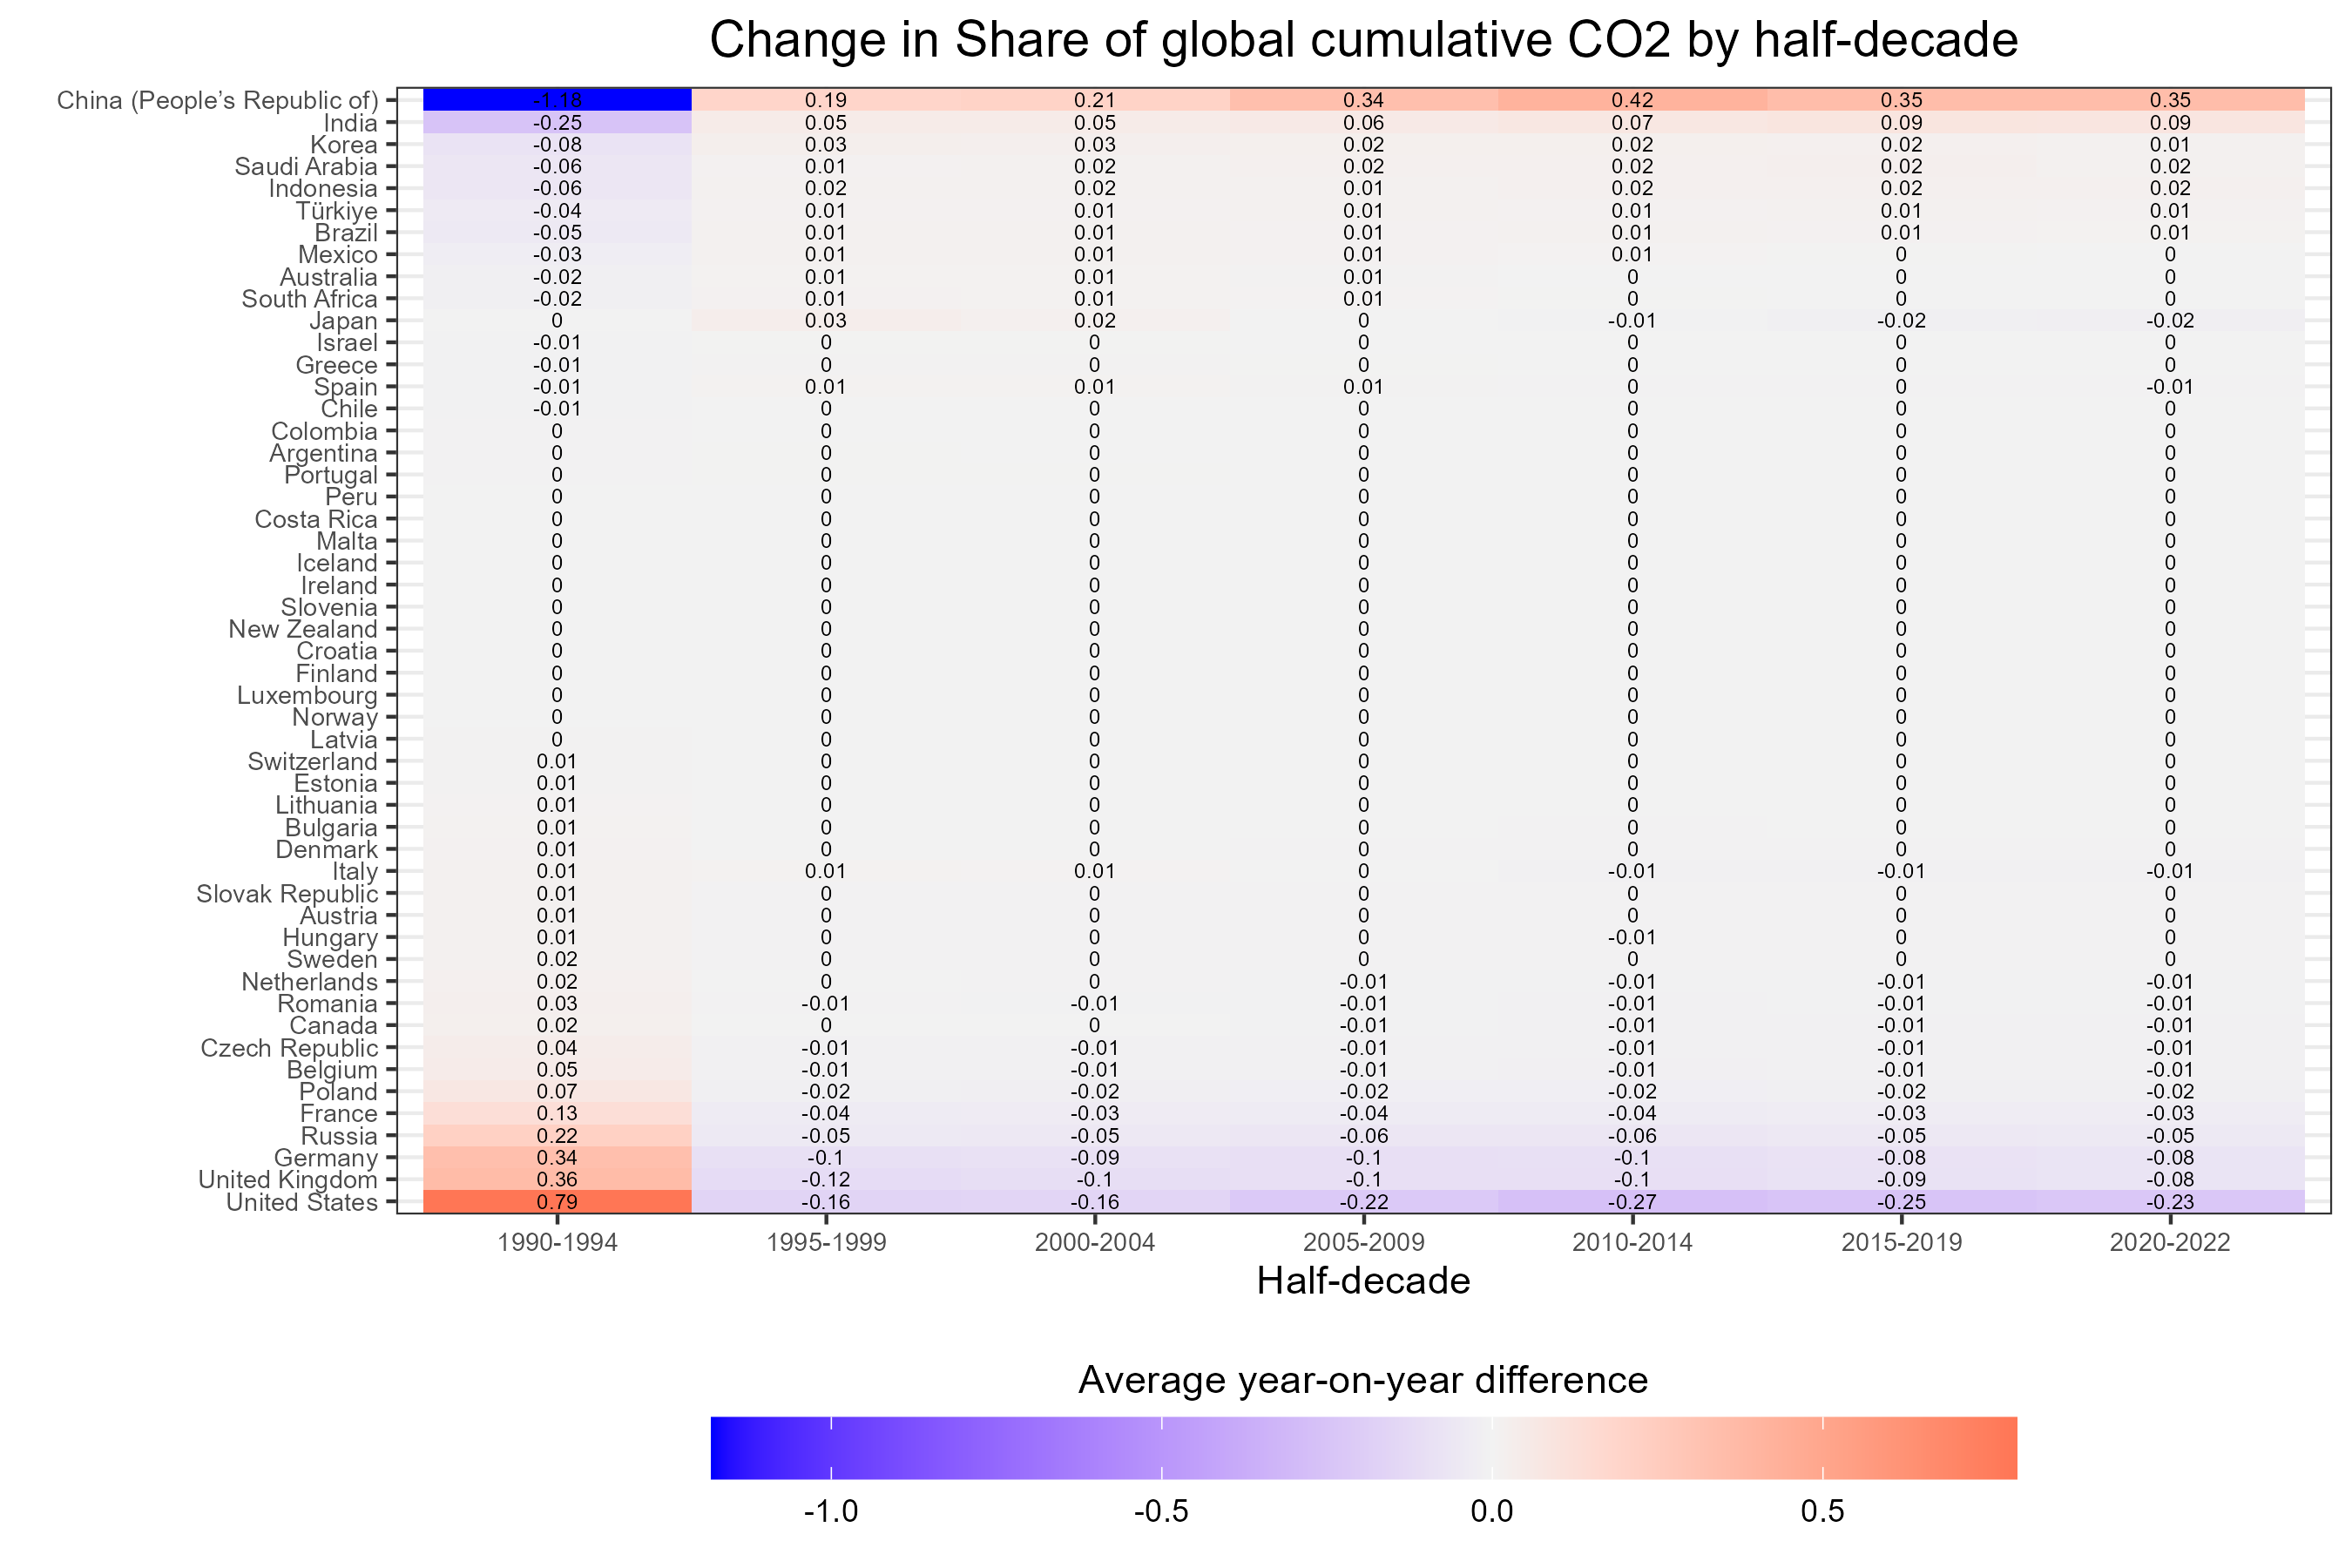 Change in Share of global cumulative CO2 by half-decade
China (People’s Republic of) -1.18 0.19 0.21 0.34 0.42 0.35 0.35
India -0.25 0.05 0.05 0.06 0.07 0.09 0.09
Korea -0.08 0.03 0.03 0.02 0.02 0.02 0.01
Saudi Arabia -0.06 0.01 0.02 0.02 0.02 0.02 0.02
Indonesia -0.06 0.02 0.02 0.01 0.02 0.02 0.02
Türkiye -0.04 0.01 0.01 0.01 0.01 0.01 0.01
Brazil -0.05 0.01 0.01 0.01 0.01 0.01 0.01
Mexico -0.03 0.01 0.01 0.01 0.01 0 0
Australia -0.02 0.01 0.01 0.01 0 0 0
South Africa -0.02 0.01 0.01 0.01 0 0 0
Japan 0 0.03 0.02 0 -0.01 -0.02 -0.02
Israel -0.01 0 0 0 0 0 0
Greece -0.01 0 0 0 0 0 0
Spain -0.01 0.01 0.01 0.01 0 0 -0.01
Chile -0.01 0 0 0 0 0 0
Colombia 0 0 0 0 0 0 0
Argentina 0 0 0 0 0 0 0
Portugal 0 0 0 0 0 0 0
Peru 0 0 0 0 0 0 0
Costa Rica 0 0 0 0 0 0 0
Malta 0 0 0 0 0 0 0
Iceland 0 0 0 0 0 0 0
Ireland 0 0 0 0 0 0 0
Slovenia 0 0 0 0 0 0 0
New Zealand 0 0 0 0 0 0 0
Croatia 0 0 0 0 0 0 0
Finland 0 0 0 0 0 0 0
Luxembourg 0 0 0 0 0 0 0
Norway 0 0 0 0 0 0 0
Latvia 0 0 0 0 0 0 0
Switzerland 0.01 0 0 0 0 0 0
Estonia 0.01 0 0 0 0 0 0
Lithuania 0.01 0 0 0 0 0 0
Bulgaria 0.01 0 0 0 0 0 0
Denmark 0.01 0 0 0 0 0 0
Italy 0.01 0.01 0.01 0 -0.01 -0.01 -0.01
Slovak Republic 0.01 0 0 0 0 0 0
Austria 0.01 0 0 0 0 0 0
Hungary 0.01 0 0 0 -0.01 0 0
Sweden 0.02 0 0 0 0 0 0
Netherlands 0.02 0 0 -0.01 -0.01 -0.01 -0.01
Romania 0.03 -0.01 -0.01 -0.01 -0.01 -0.01 -0.01
Canada 0.02 0 0 -0.01 -0.01 -0.01 -0.01
Czech Republic 0.04 -0.01 -0.01 -0.01 -0.01 -0.01 -0.01
Belgium 0.05 -0.01 -0.01 -0.01 -0.01 -0.01 -0.01
Poland 0.07 -0.02 -0.02 -0.02 -0.02 -0.02 -0.02
France 0.13 -0.04 -0.03 -0.04 -0.04 -0.03 -0.03
Russia 0.22 -0.05 -0.05 -0.06 -0.06 -0.05 -0.05
Germany 0.34 -0.1 -0.09 -0.1 -0.1 -0.08 -0.08
United Kingdom 0.36 -0.12 -0.1 -0.1 -0.1 -0.09 -0.08
United States 0.79 -0.16 -0.16 -0.22 -0.27 -0.25 -0.23
1990-1994 1995-1999 2000-2004 2005-2009 2010-2014 2015-2019 2020-2022
Half-decade
Average year-on-year difference
-1.0 -0.5 0.0 0.5